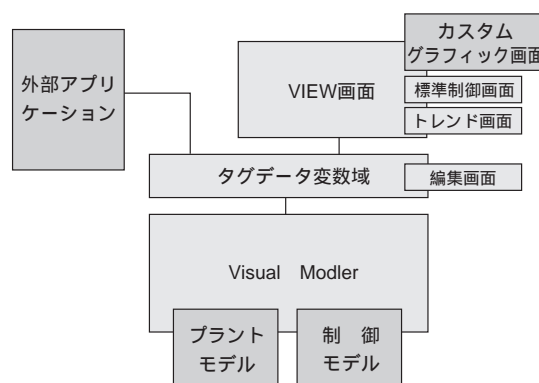 カスタム
グラフィック画面
外部アプリ
ケーション
VIEW画面
標準制御画面
トレンド画面
タグデータ変数域
編集画面
Visual Modler
プラント
モデル
制 御
モデル